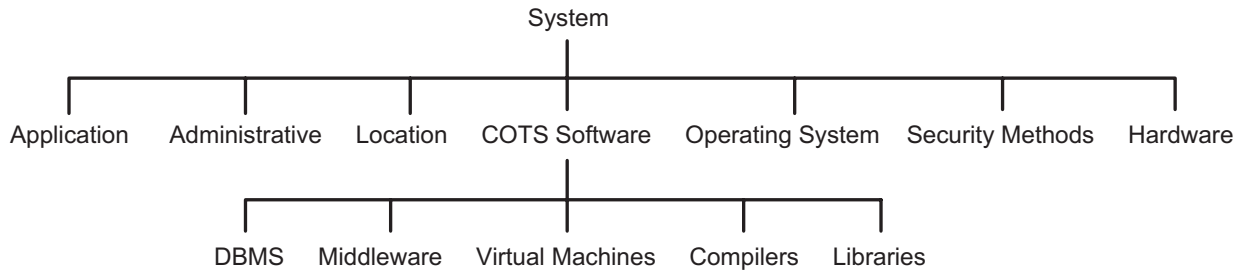 System
Application Administrative Location COTS Software Operating System Security Methods Hardware
DBMS Middleware Virtual Machines Compilers Libraries